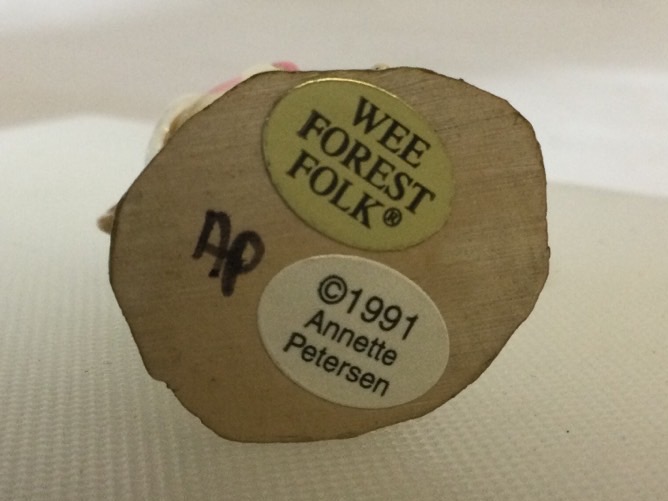 WEE
FOREST
FOLK®
AP
©1991
Annette
Petersen